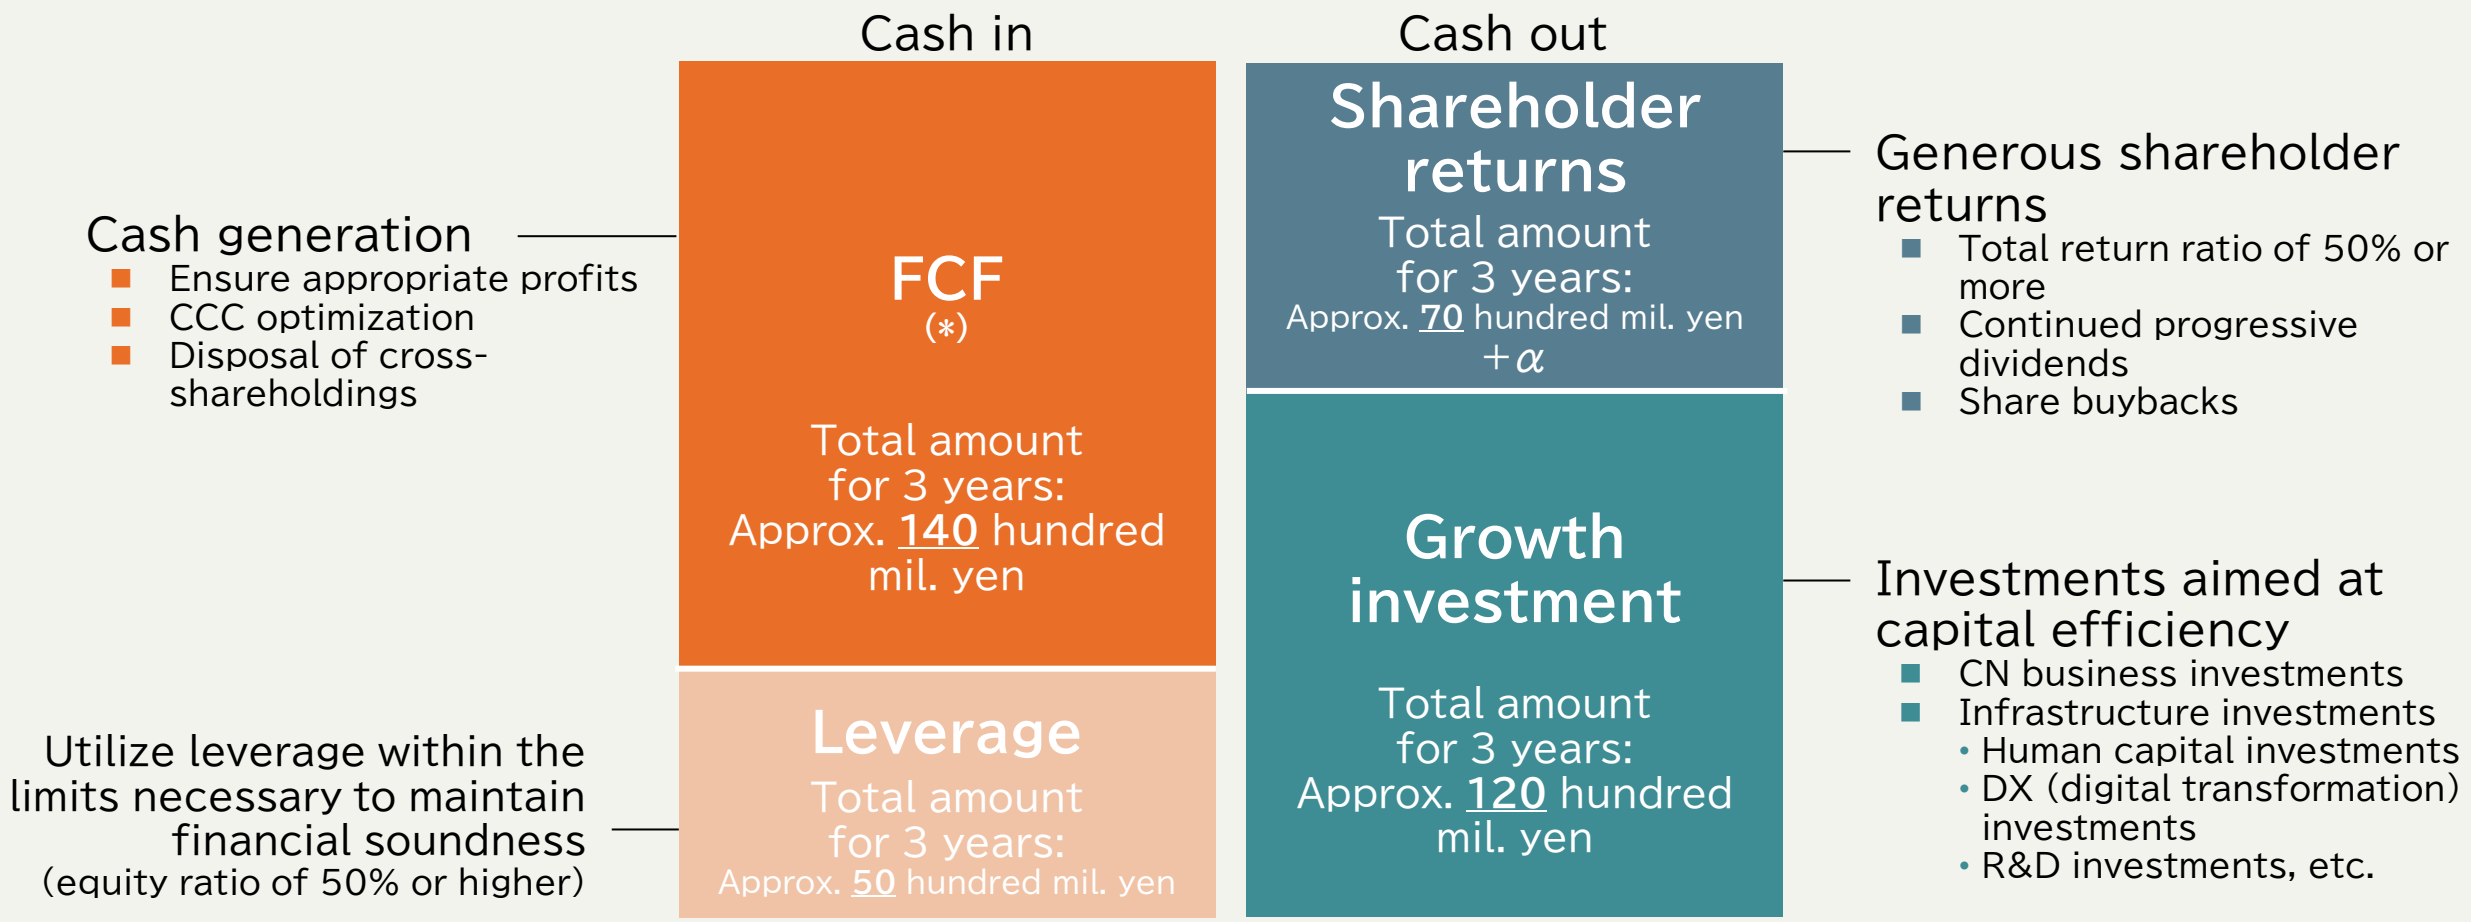 Cash in
Cash out
Cash generation
■ Ensure appropriate profits
■ CCC optimization
■ Disposal of cross-
shareholdings
Utilize leverage within the
limits necessary to maintain
financial soundness
(equity ratio of 50% or higher)
FCF
(*)
Total amount
for 3 years:
Approx. 140 hundred
mil. yen
Leverage
Total amount
for 3 years:
Approx. 50 hundred mil. yen
Shareholder
returns
Total amount
for 3 years:
Approx. 70 hundred mil. yen
+α
Growth
investment
Total amount
for 3 years:
Approx. 120 hundred
mil. yen
Generous shareholder
returns
■ Total return ratio of 50% or
more
■ Continued progressive
dividends
■ Share buybacks
Investments aimed at
capital efficiency
■ CN business investments
■ Infrastructure investments
・Human capital investments
・DX (digital transformation)
investments
・R&D investments, etc.